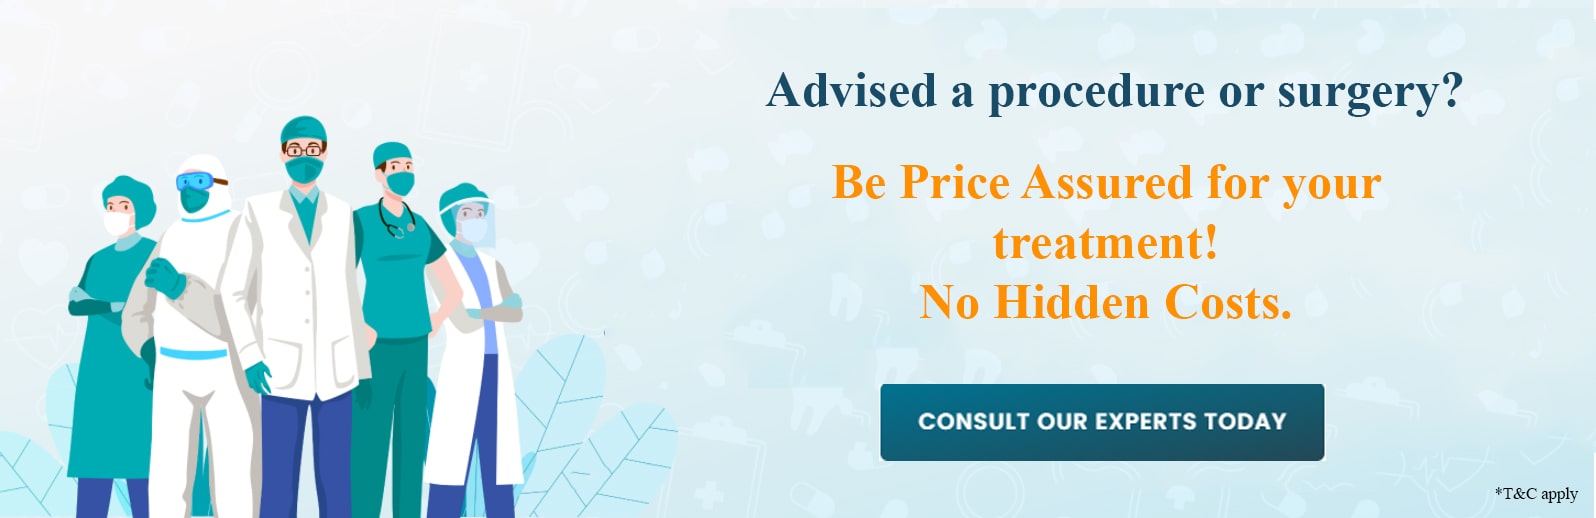 Advised a procedure or surgery?
Be Price Assured for your
treatment!
No Hidden Costs.
CONSULT OUR EXPERTS TODAY
*T&C apply